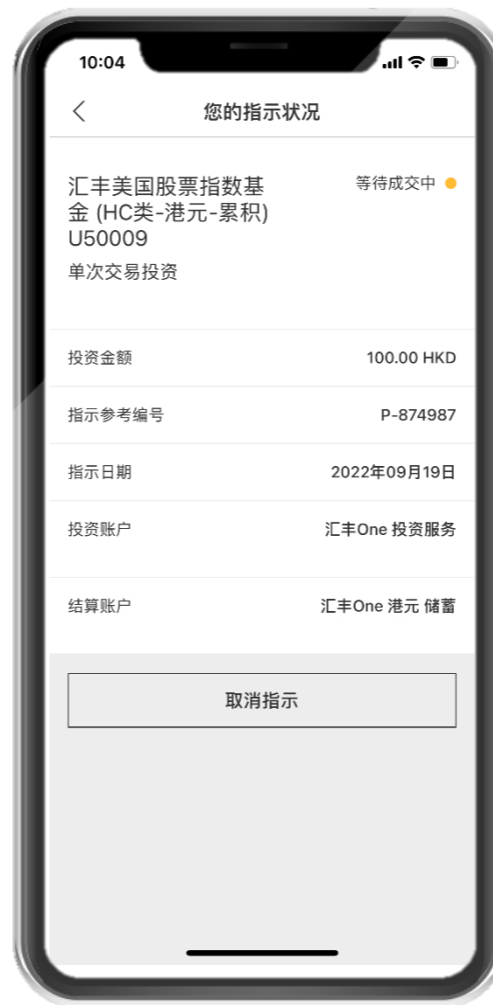 10:04
您的指示状况
汇丰美国股票指数基
金 (HC类-港元-累积)
U50009
等待成交中
单次交易投资
投资金额
100.00 HKD
指示参考编号
P-874987
指示日期
2022年09月19日
投资账户
汇丰One 投资服务
结算账户
汇丰One 港元 储蓄
取消指示